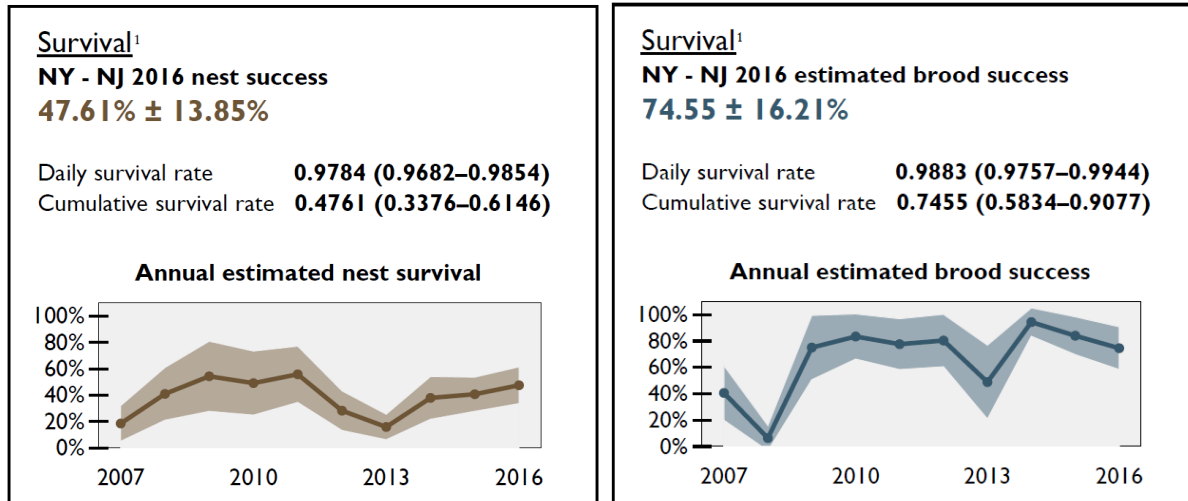 Survival¹
NY - NJ 2016 nest success
47.61% ± 13.85%
Daily survival rate 0.9784 (0.9682–0.9854)
Cumulative survival rate 0.4761 (0.3376–0.6146)
Annual estimated nest survival
100%
80%
60%
40%
20%
0%
2007 2010 2013 2016
Survival¹
NY - NJ 2016 estimated brood success
74.55 ± 16.21%
Daily survival rate 0.9883 (0.9757–0.9944)
Cumulative survival rate 0.7455 (0.5834–0.9077)
Annual estimated brood success
100%
80%
60%
40%
20%
0%
2007 2010 2013 2016